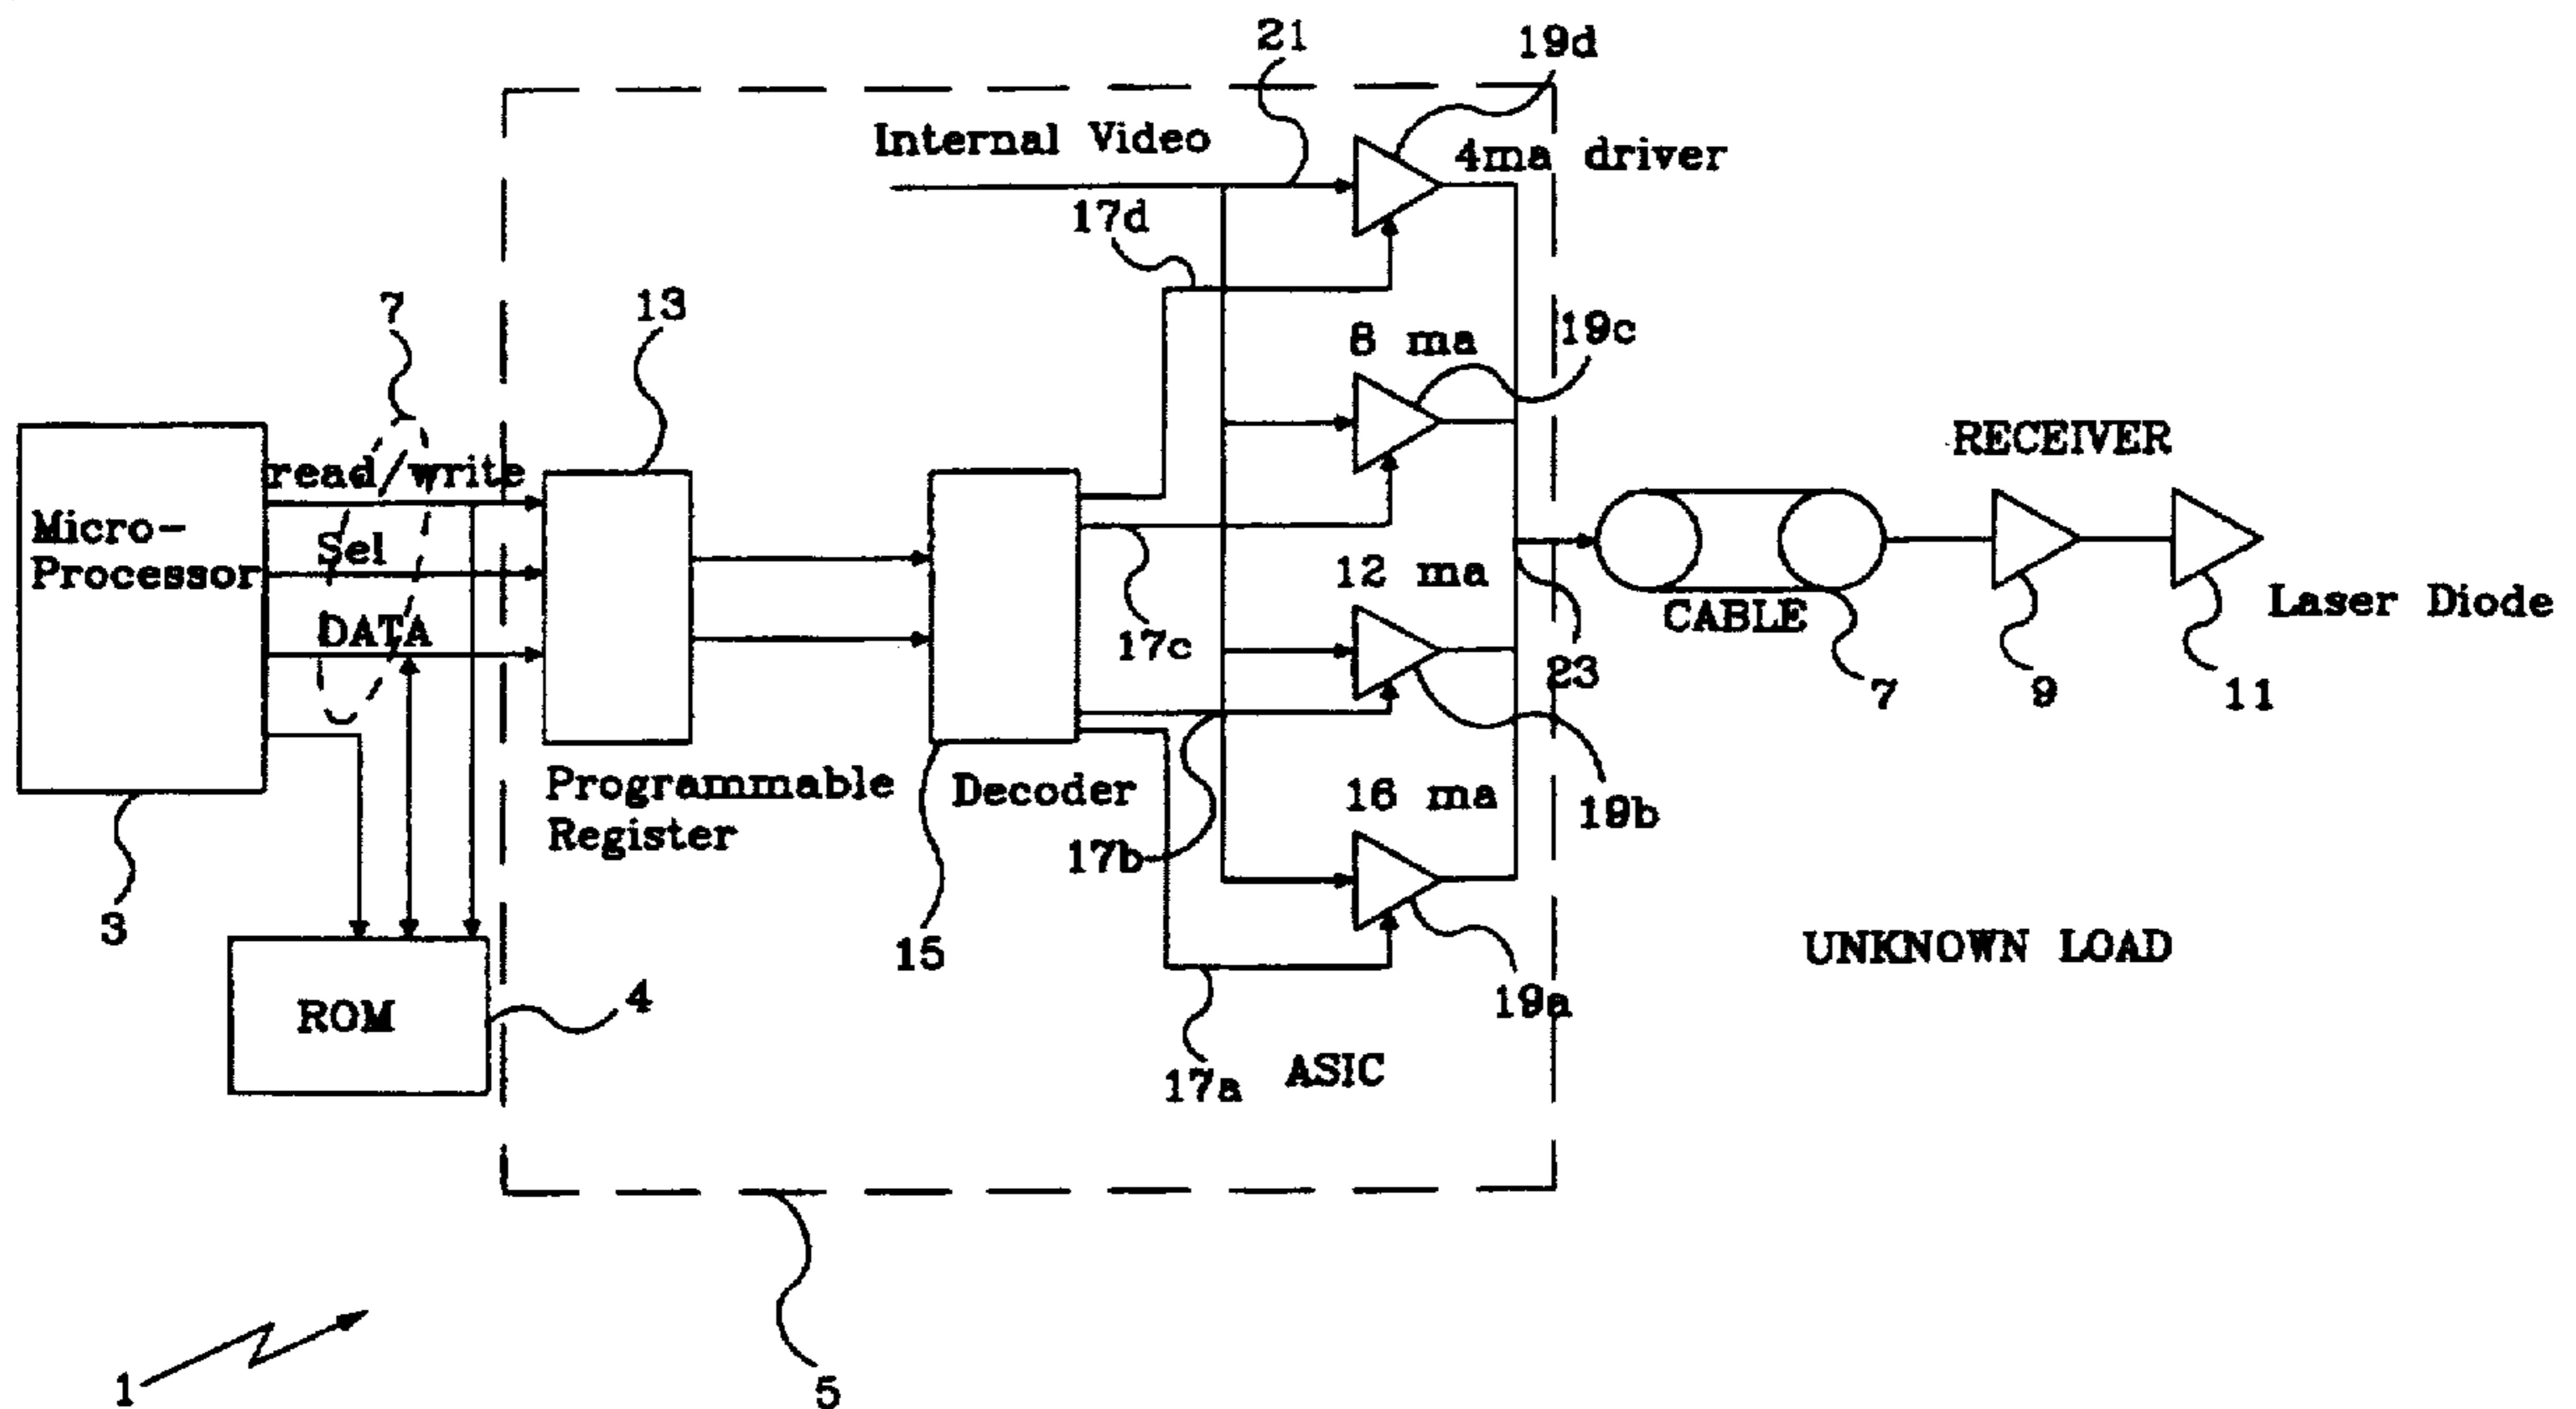 21
19d
Internal Video
4ma driver
17d
7
13
8 ma
19c
read/write
RECEIVER
Micro-
Processor
Sel
12 ma
DATA
CABLE
Laser Diode
17c
23
7
9
11
Programmable
Register
Decoder
16 ma
19b
17b
3
15
UNKNOWN LOAD
ROM
4
19a
17a
ASIC
1
5